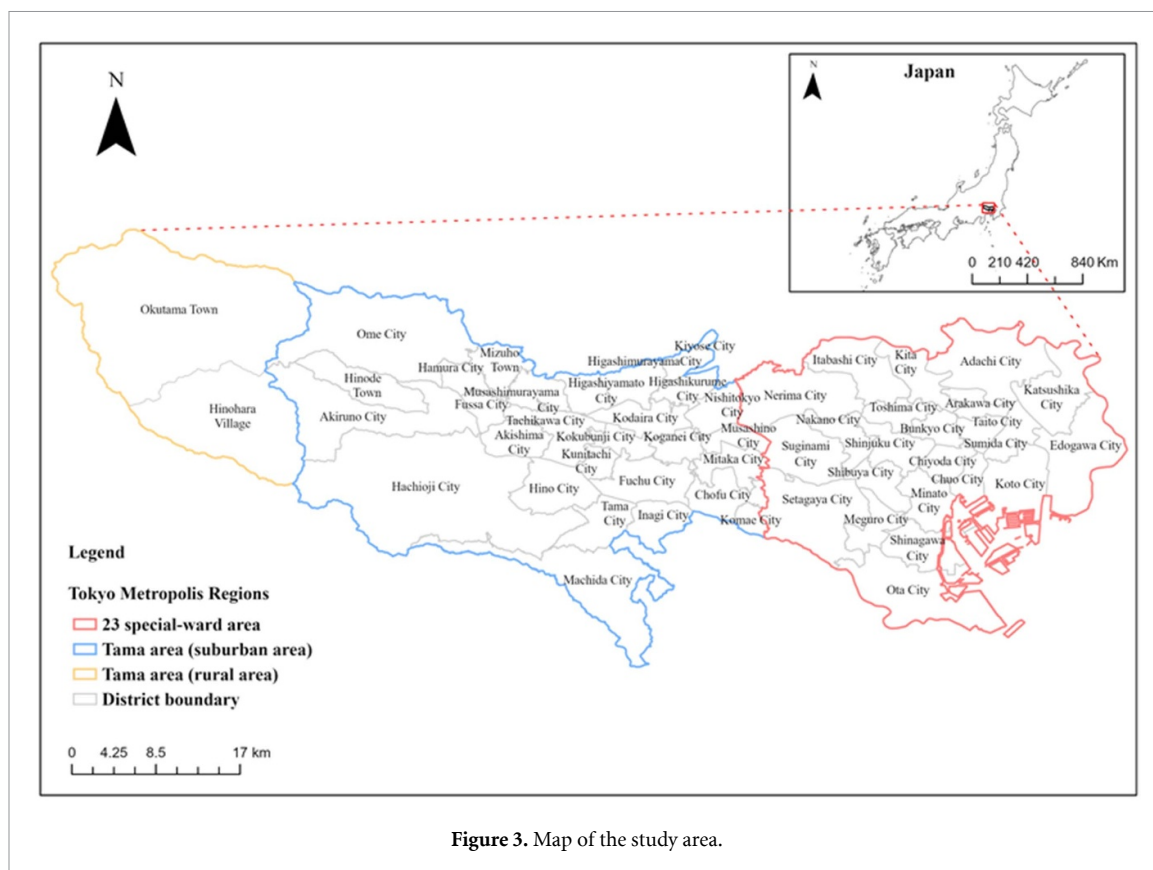 N
N
Japan
0 210 420 840 Km
Okutama Town
Ome City
Kiyose City
Mizuho
Town
HigashimurayamaCity
Hamura City
Itabashi City
Kita
City
Adachi City
Hinode
Town
Higashiyamato
City
Higashikurume
City
Musashimurayama
City
Fussa City
Nishitokyo
City
Nerima City
Katsushika
City
Hinohara
Village
Akiruno City
Tachikawa City
Kodaira City
Toshima City
Arakawa City
Nakano City
Bunkyo City
Taito City
Akishima
City
Kokubunji City
Koganei City
Musashino
City
Suginami
City
Shinjuku City
Sumida City
Edogawa City
Kunitachi
City
Mitaka City
Chiyoda City
Shibuya City
Chuo City
Koto City
Hachioji City
Hino City
Fuchu City
Chofu City
Setagaya City
Minato
City
Tama
City
Inagi City
Komae City
Meguro City
Shinagawa
City
Machida City
Ota City
Legend
Tokyo Metropolis Regions
23 special-ward area
Tama area (suburban area)
Tama area (rural area)
District boundary
0 4.25 8.5 17 km
Figure 3. Map of the study area.